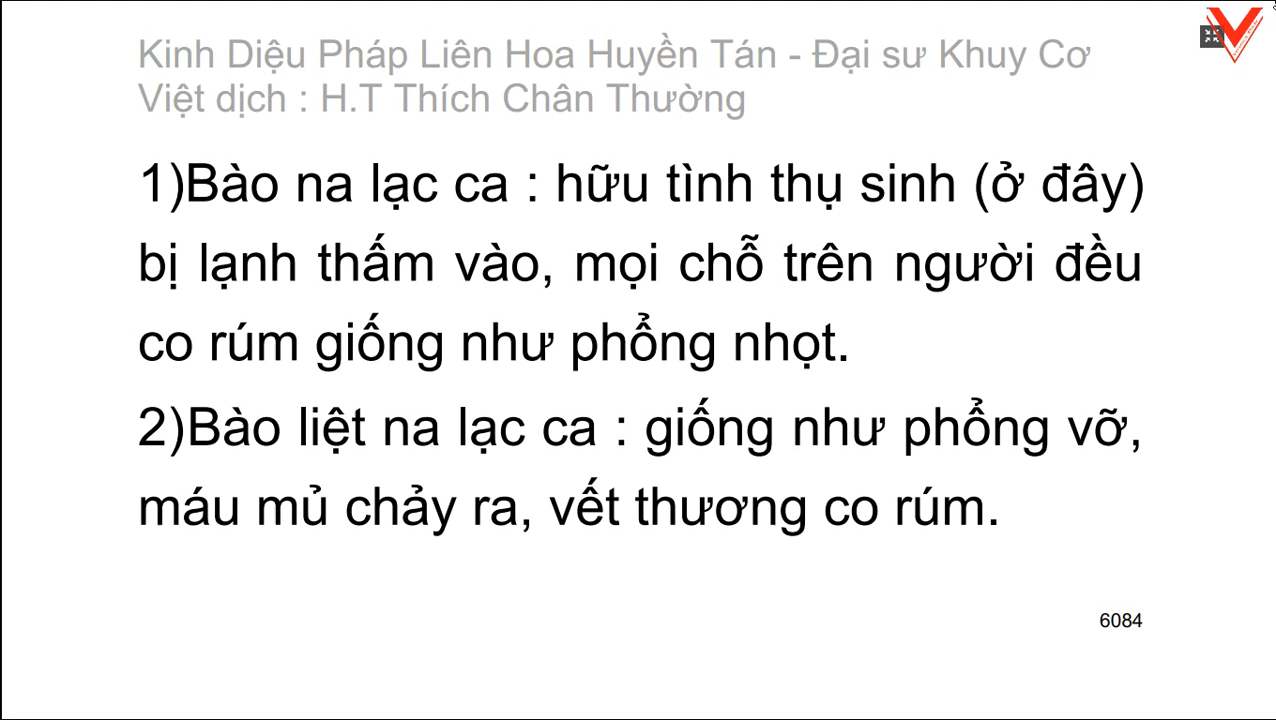 Kinh Diệu Pháp Liên Hoa Huyền Tán - Đại sư Khuy Cơ
Việt dịch : H.T Thích Chân Thường
1)Bào na lạc ca : hữu tình thụ sinh (ở đây)
bị lạnh thấm vào, mọi chỗ trên người đều
co rúm giống như phổng nhọt.
2)Bào liệt na lạc ca : giống như phổng vỡ,
máu mủ chảy ra, vết thương co rúm.
6084